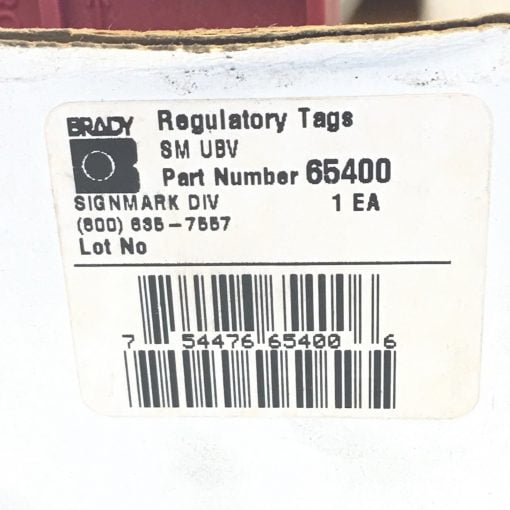 BRADY
Regulatory Tags
SM UBV
Part Number 65400
SIGNMARK DIV 1 EA
(800) 635-7557
Lot No
7 54476 65400 6